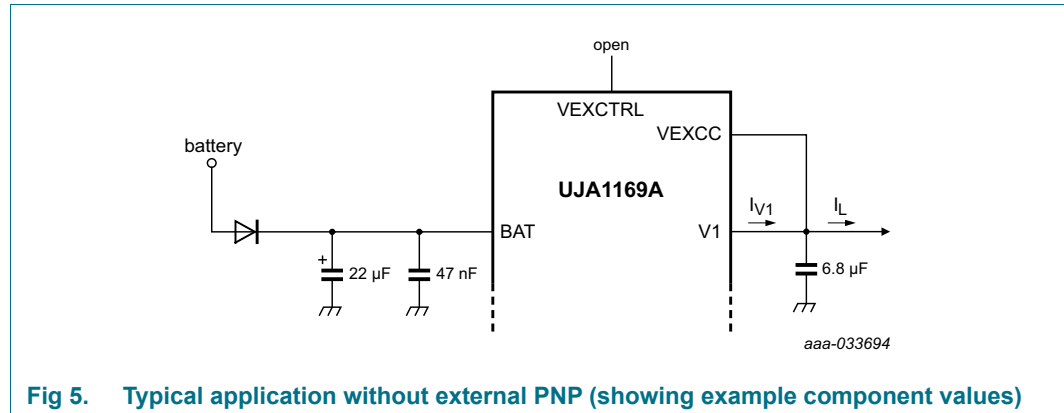 open
VEXCTRL
VEXCC
battery
UJA1169A
IV1
IL
BAT
V1
+
22 µF
47 nF
6.8 µF
aaa-033694
Fig 5. Typical application without external PNP (showing example component values)